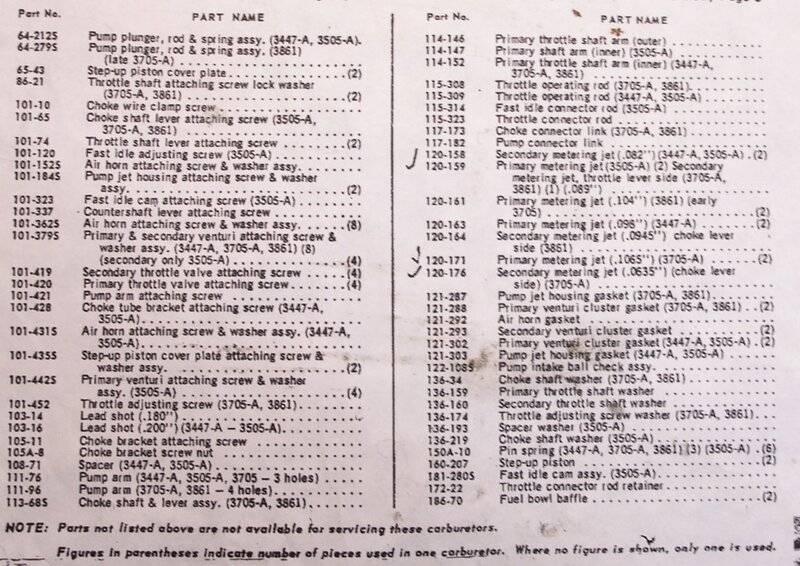 Part No. PART NAME
64-212S Pump plunger, rod & spring assy. (3447-A, 3505-A).
64-279S Pump plunger, rod & spring assy. (3861)
(late 3705-A) . . . . . . . . . . . . . . .
65-43 Step-up piston cover plate . . . . . . . . . . . . (2)
86-21 Throttle shaft attaching screw lock washer
(3705-A, 3861) . . . . . . . . . . . . . . . (2)
101-10 Choke wire clamp screw . . . . . . . . . . . . . .
101-65 Choke shaft lever attaching screw (3505-A,
3705-A, 3861) . . . . . . . . . . . . . . .
101-74 Throttle shaft lever attaching screw . . . . . . . (2)
101-120 Fast idle adjusting screw (3505-A) . . . . . . . .
101-152S Air horn attaching screw & washer assy. . . . . .
101-184S Pump jet housing attaching screw & washer
assy. . . . . . . . . . . . . . . . . . . . (2)
101-323 Fast idle cam attaching screw (3505-A) . . . . . .
101-337 Countershaft lever attaching screw . . . . . . . .
101-362S Air horn attaching screw & washer assy. . . . . . (8)
101-379S Primary & secondary venturi attaching screw &
washer assy. (3447-A, 3705-A, 3861) (8)
(secondary only 3505-A) . . . . . . . . . . (4)
101-419 Secondary throttle valve attaching screw . . . . . (4)
101-420 Primary throttle valve attaching screw . . . . . . (4)
101-421 Pump arm attaching screw . . . . . . . . . . . . .
101-428 Choke tube bracket attaching screw (3447-A,
3505-A) . . . . . . . . . . . . . . . . . .
101-431S Air horn attaching screw & washer assy. (3447-A,
3505-A) . . . . . . . . . . . . . . . . . .
101-435S Step-up piston cover plate attaching screw &
washer assy. . . . . . . . . . . . . . . . . (2)
101-442S Primary venturi attaching screw & washer
assy. (3505-A) . . . . . . . . . . . . . . . (4)
101-452 Throttle adjusting screw (3705-A, 3861) . . . . . .
103-14 Lead shot (.180") . . . . . . . . . . . . . . . . .
103-16 Lead shot (.200") (3447-A – 3505-A) . . . . . . . .
105-11 Choke bracket attaching screw . . . . . . . . . . .
105A-8 Choke bracket screw nut . . . . . . . . . . . . . .
108-71 Spacer (3447-A, 3505-A) . . . . . . . . . . . . . .
111-76 Pump arm (3447-A, 3505-A, 3705 – 3 holes) . . . . .
111-96 Pump arm (3705-A, 3861 – 4 holes) . . . . . . . . .
113-68S Choke shaft & lever assy. (3705-A, 3861) . . . . .
Part No. PART NAME
114-146 Primary throttle shaft arm (outer) . . . . . . . .
114-147 Primary shaft arm (inner) (3505-A) . . . . . . . .
114-152 Primary throttle shaft arm (inner) (3447-A,
3705-A, 3861) . . . . . . . . . . . . . . .
115-308 Throttle operating rod (3705-A, 3861) . . . . . . .
115-309 Throttle operating rod (3447-A, 3505-A) . . . . . .
115-314 Fast idle connector rod (3505-A) . . . . . . . . .
115-323 Throttle connector rod . . . . . . . . . . . . . .
117-173 Choke connector link (3705-A, 3861) . . . . . . . .
117-182 Pump connector link . . . . . . . . . . . . . . . .
120-158 Secondary metering jet (.082") (3447-A, 3505-A) . (2)
120-159 Primary metering jet (3505-A) (2) Secondary
metering jet, throttle lever side (3705-A,
3861) (1) (.089")
120-161 Primary metering jet (.104") (3861) (early
3705) . . . . . . . . . . . . . . . . . . . (2)
120-163 Primary metering jet (.098") (3447-A) . . . . . . (2)
120-164 Secondary metering jet (.0945") choke lever
side (3861) . . . . . . . . . . . . . . . .
120-171 Primary metering jet (.1065") (3705-A) . . . . . . (2)
120-176 Secondary metering jet (.0635") (choke lever
side) (3705-A) . . . . . . . . . . . . . . .
121-287 Pump jet housing gasket (3705-A, 3861) . . . . . .
121-288 Primary venturi cluster gasket (3705-A, 3861) . . (2)
121-292 Air horn gasket . . . . . . . . . . . . . . . . . .
121-293 Secondary venturi cluster gasket . . . . . . . . . (2)
121-302 Primary venturi cluster gasket (3447-A, 3505-A) . (2)
121-303 Pump jet housing gasket (3447-A, 3505-A) . . . . .
122-108S Pump intake ball check assy. . . . . . . . . . . .
136-34 Choke shaft washer (3705-A, 3861) . . . . . . . . .
136-159 Primary throttle shaft washer . . . . . . . . . . .
136-160 Secondary throttle shaft washer . . . . . . . . . .
136-174 Throttle adjusting screw washer (3705-A, 3861) . . .
136-193 Spacer washer (3505-A) . . . . . . . . . . . . . .
136-219 Choke shaft washer (3505-A) . . . . . . . . . . . .
150A-10 Pin spring (3447-A, 3705-A, 3861) (3) (3505-A) . . (6)
160-207 Step-up piston . . . . . . . . . . . . . . . . . . (2)
181-280S Fast idle cam assy. (3505-A) . . . . . . . . . . .
172-22 Throttle connector rod retainer . . . . . . . . . .
186-70 Fuel bowl baffle . . . . . . . . . . . . . . . . . (2)
NOTE: Parts not listed above are not available for servicing these carburetors.
Figures in parentheses indicate number of pieces used in one carburetor. Where no figure is shown, only one is used.